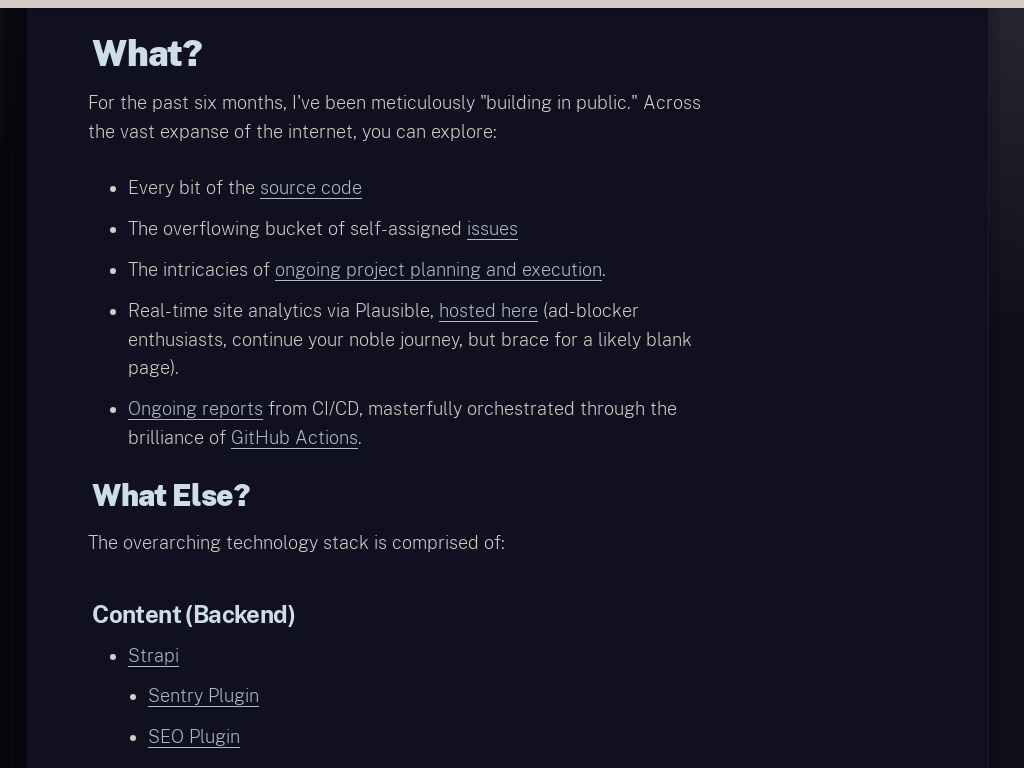 What?
For the past six months, I've been meticulously "building in public." Across
the vast expanse of the internet, you can explore:
Every bit of the source code
The overflowing bucket of self-assigned issues
The intricacies of ongoing project planning and execution.
Real-time site analytics via Plausible, hosted here (ad-blocker
enthusiasts, continue your noble journey, but brace for a likely blank
page).
Ongoing reports from CI/CD, masterfully orchestrated through the
brilliance of GitHub Actions.
What Else?
The overarching technology stack is comprised of:
Content (Backend)
Strapi
Sentry Plugin
SEO Plugin